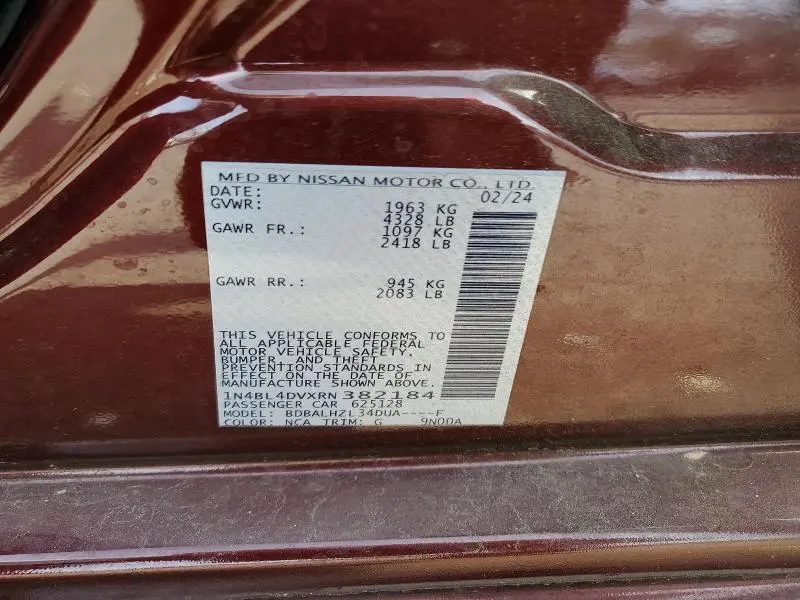 MFD BY NISSAN MOTOR CO., LTD.
DATE: 02/24
GVWR: 1963 KG
4328 LB
GAWR FR.: 1097 KG
2418 LB
GAWR RR.: 945 KG
2083 LB
THIS VEHICLE CONFORMS TO
ALL APPLICABLE FEDERAL
MOTOR VEHICLE SAFETY,
BUMPER, AND THEFT
PREVENTION STANDARDS IN
EFFECT ON THE DATE OF
MANUFACTURE SHOWN ABOVE.
1N4BL4DVXRN382184
PASSENGER CAR 625128
MODEL: BDBALHZL34DUA----F
COLOR: NCA TRIM: G 9N00A